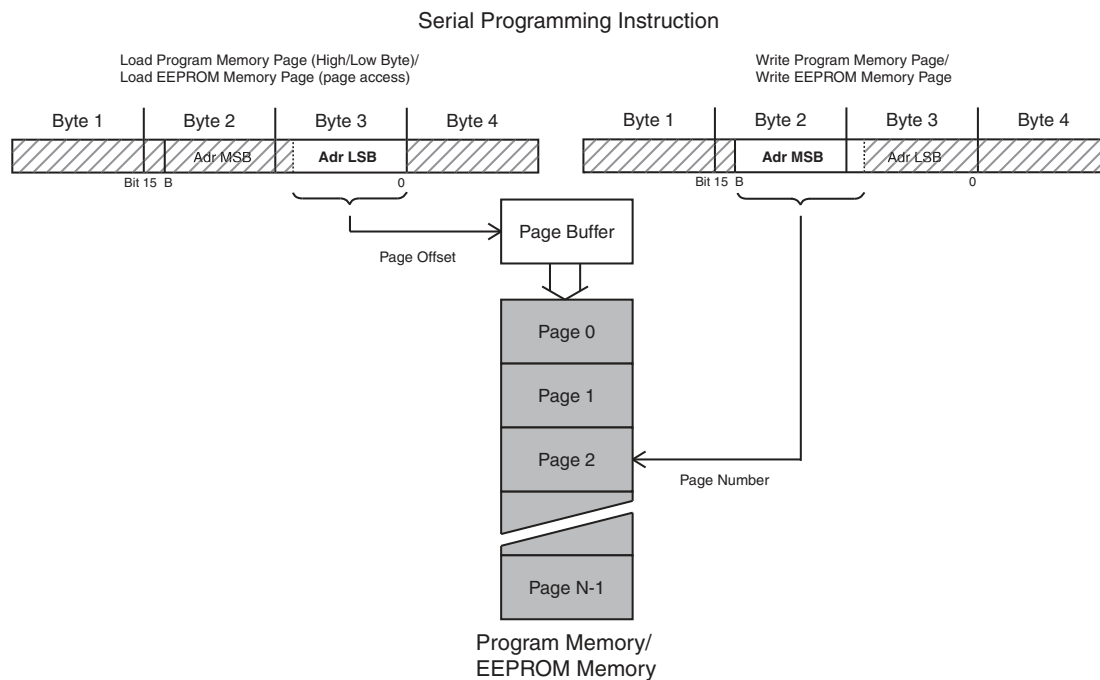 Serial Programming Instruction
Load Program Memory Page (High/Low Byte)/
Load EEPROM Memory Page (page access)
Byte 1 Byte 2 Byte 3 Byte 4
Adr MSB Adr LSB
Bit 15 B 0
Write Program Memory Page/
Write EEPROM Memory Page
Byte 1 Byte 2 Byte 3 Byte 4
Adr MSB Adr LSB
Bit 15 B 0
Page Offset
Page Buffer
Page 0
Page 1
Page 2
Page Number
Page N-1
Program Memory/
EEPROM Memory